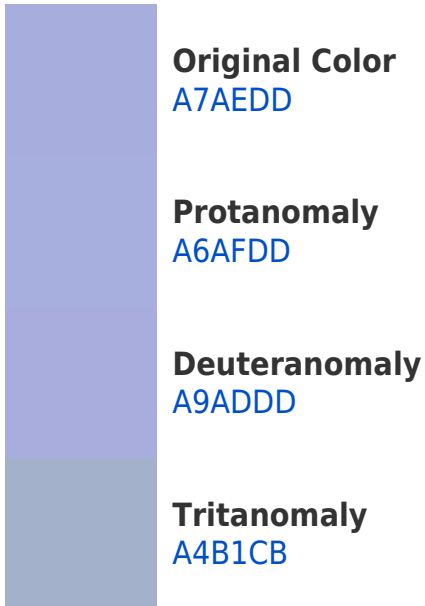 Original Color
A7AEDD
Protanomaly
A6AFDD
Deuteranomaly
A9ADDD
Tritanomaly
A4B1CB